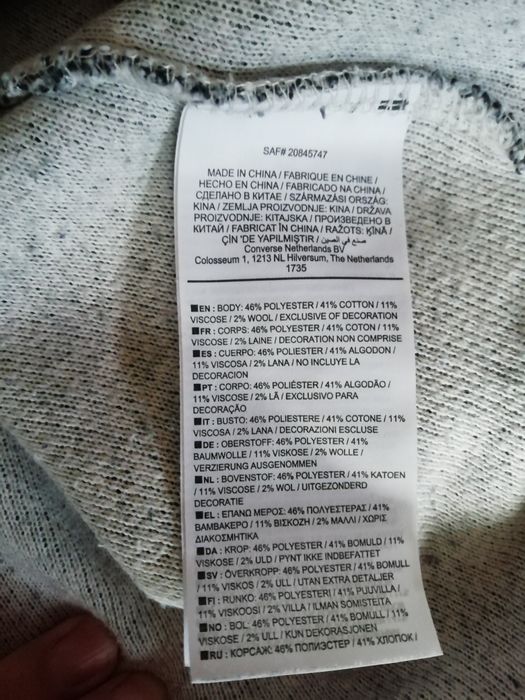 SAF# 20845747
MADE IN CHINA / FABRIQUE EN CHINE /
HECHO EN CHINA / FABRICADO NA CHINA /
СДЕЛАНО В КИТАЕ / SZÁRMAZÁSI ORSZÁG:
KINA / ZEMLJA PROIZVODNJE: KINA / DRŽAVA
PROIZVODNJE: KITAJSKA / ПРОИЗВЕДЕНО В
КИТАЙ / FABRICAT ÎN CHINA / RAŽOTS: ĶĪNĀ /
ÇİN 'DE YAPILMIŞTIR / صنع في الصين
Converse Netherlands BV
Colosseum 1, 1213 NL Hilversum, The Netherlands
1735
■EN : BODY: 46% POLYESTER / 41% COTTON / 11%
VISCOSE / 2% WOOL / EXCLUSIVE OF DECORATION
■FR : CORPS: 46% POLYESTER / 41% COTON / 11%
VISCOSE / 2% LAINE / DECORATION NON COMPRISE
■ES : CUERPO: 46% POLIESTER / 41% ALGODON /
11% VISCOSA / 2% LANA / NO INCLUYE LA
DECORACION
■PT : CORPO: 46% POLIÉSTER / 41% ALGODÃO /
11% VISCOSE / 2% LÃ / EXCLUSIVO PARA
DECORAÇÃO
■IT : BUSTO: 46% POLIESTERE / 41% COTONE / 11%
VISCOSA / 2% LANA / DECORAZIONI ESCLUSE
■DE : OBERSTOFF: 46% POLYESTER / 41%
BAUMWOLLE / 11% VISKOSE / 2% WOLLE /
VERZIERUNG AUSGENOMMEN
■NL : BOVENSTOF: 46% POLYESTER / 41% KATOEN
/ 11% VISCOSE / 2% WOL / UITGEZONDERD
DECORATIE
■EL : ΕΠΑΝΩ ΜΕΡΟΣ: 46% ΠΟΛΥΕΣΤΕΡΑΣ / 41%
ΒΑΜΒΑΚΕΡΟ / 11% ΒΙΣΚΟΖΗ / 2% ΜΑΛΛΙ / ΧΩΡΙΣ
ΔΙΑΚΟΣΜΗΤΙΚΑ
■DA : KROP: 46% POLYESTER / 41% BOMULD / 11%
VISKOSE / 2% ULD / PYNT IKKE INDBEFATTET
■SV : ÖVERKROPP: 46% POLYESTER / 41% BOMULL
/ 11% VISKOS / 2% ULL / UTAN EXTRA DETALJER
■FI : RUNKO: 46% POLYESTERI / 41% PUUVILLA /
11% VISKOOSI / 2% VILLA / ILMAN SOMISTEITA
■NO : BOL: 46% POLYESTER / 41% BOMULL / 11%
VISKOSE / 2% ULL / KUN DEKORASJONEN
■RU : КОРСАЖ: 46% ПОЛИЭСТЕР / 41% ХЛОПОК /